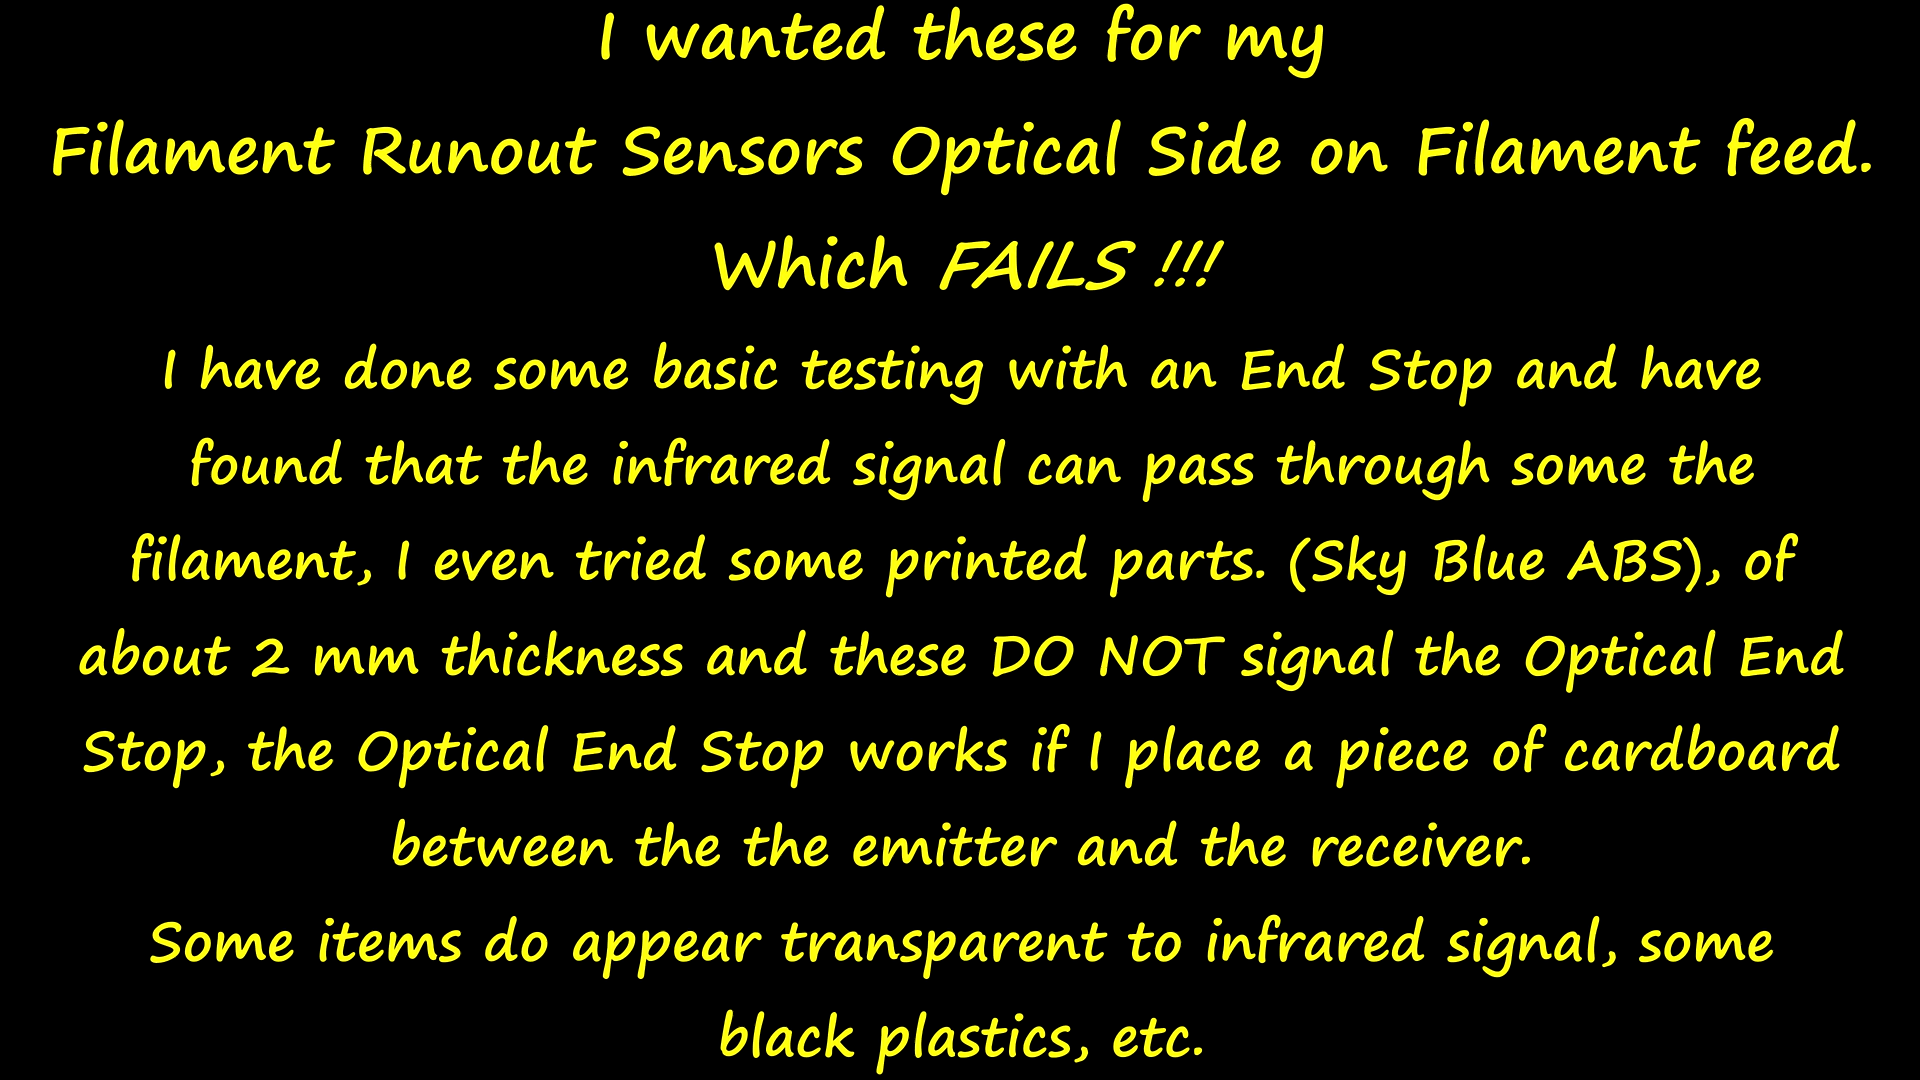 I wanted these for my
Filament Runout Sensors Optical Side on Filament feed.
Which FAILS !!!
I have done some basic testing with an End Stop and have
found that the infrared signal can pass through some the
filament, I even tried some printed parts. (Sky Blue ABS), of
about 2 mm thickness and these DO NOT signal the Optical End
Stop, the Optical End Stop works if I place a piece of cardboard
between the the emitter and the receiver.
Some items do appear transparent to infrared signal, some
black plastics, etc.